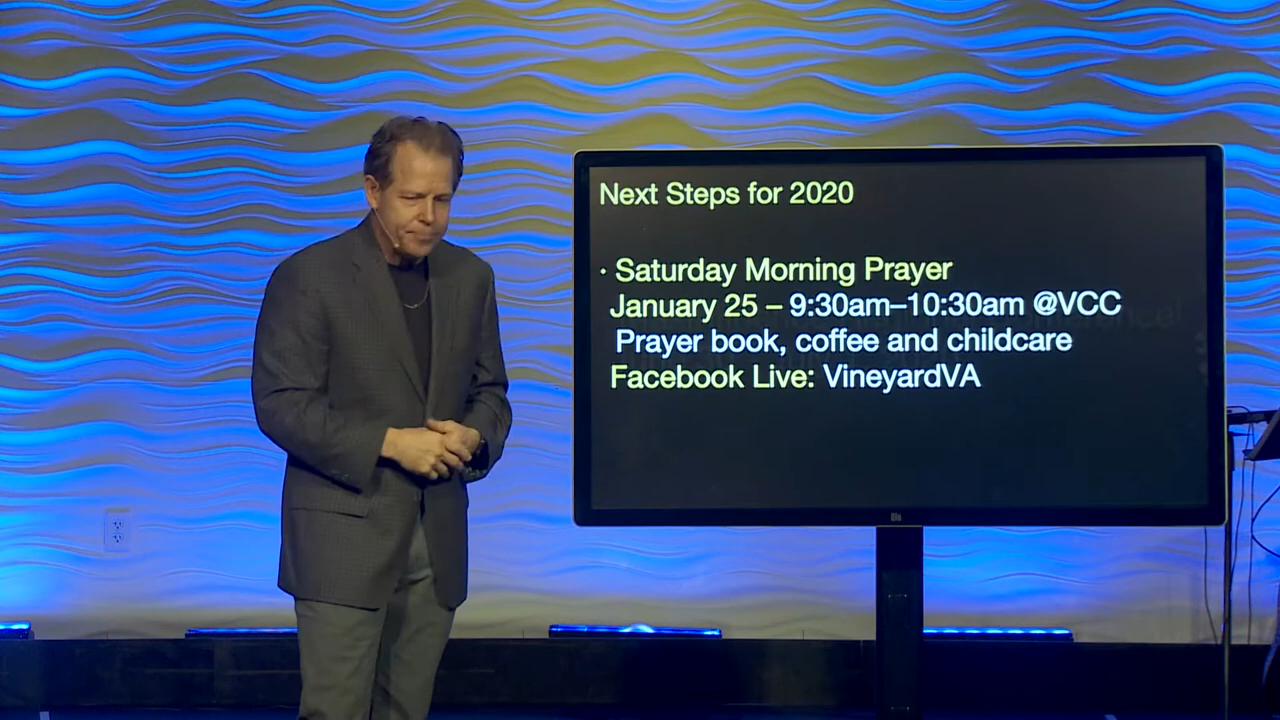 Next Steps for 2020
· Saturday Morning Prayer
January 25 – 9:30am–10:30am @VCC
Prayer book, coffee and childcare
Facebook Live: VineyardVA